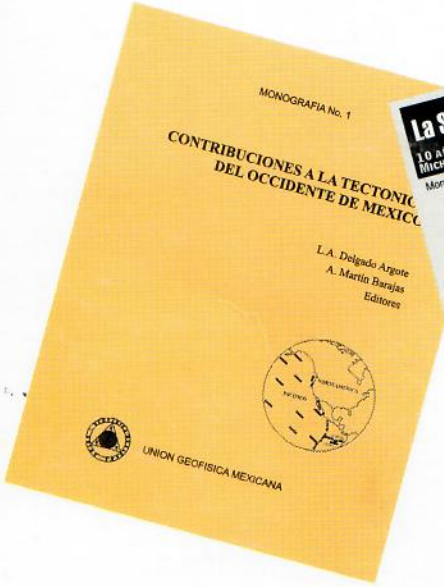 MONOGRAFIA No. 1
CONTRIBUCIONES A LA TECTONIC
DEL OCCIDENTE DE MEXICO
L.A. Delgado Argote
A. Martín Barajas
Editores
UNION GEOFISICA MEXICANA
La S
10 A
MICH
Mon